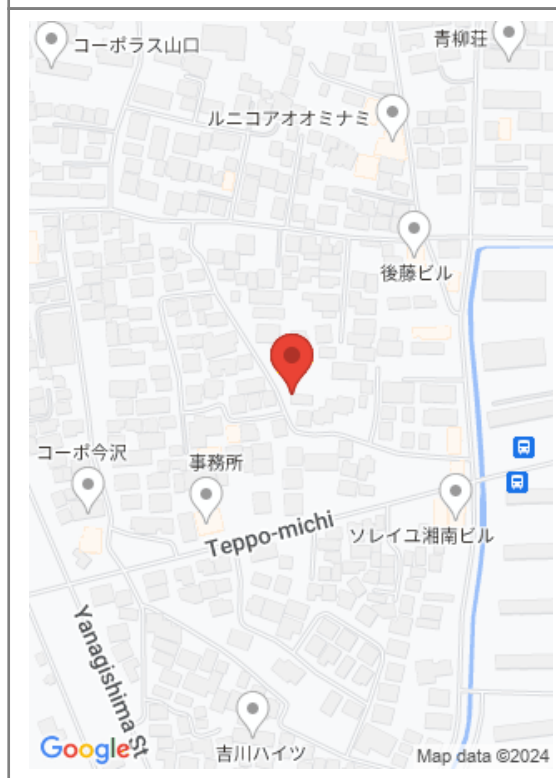 コーポラス山口
青柳荘
ルニコアオオミナミ
後藤ビル
コーポ今沢
事務所
Teppo-michi
ソレイユ湘南ビル
Yanagishima St
吉川ハイツ
Google
Map data ©2024